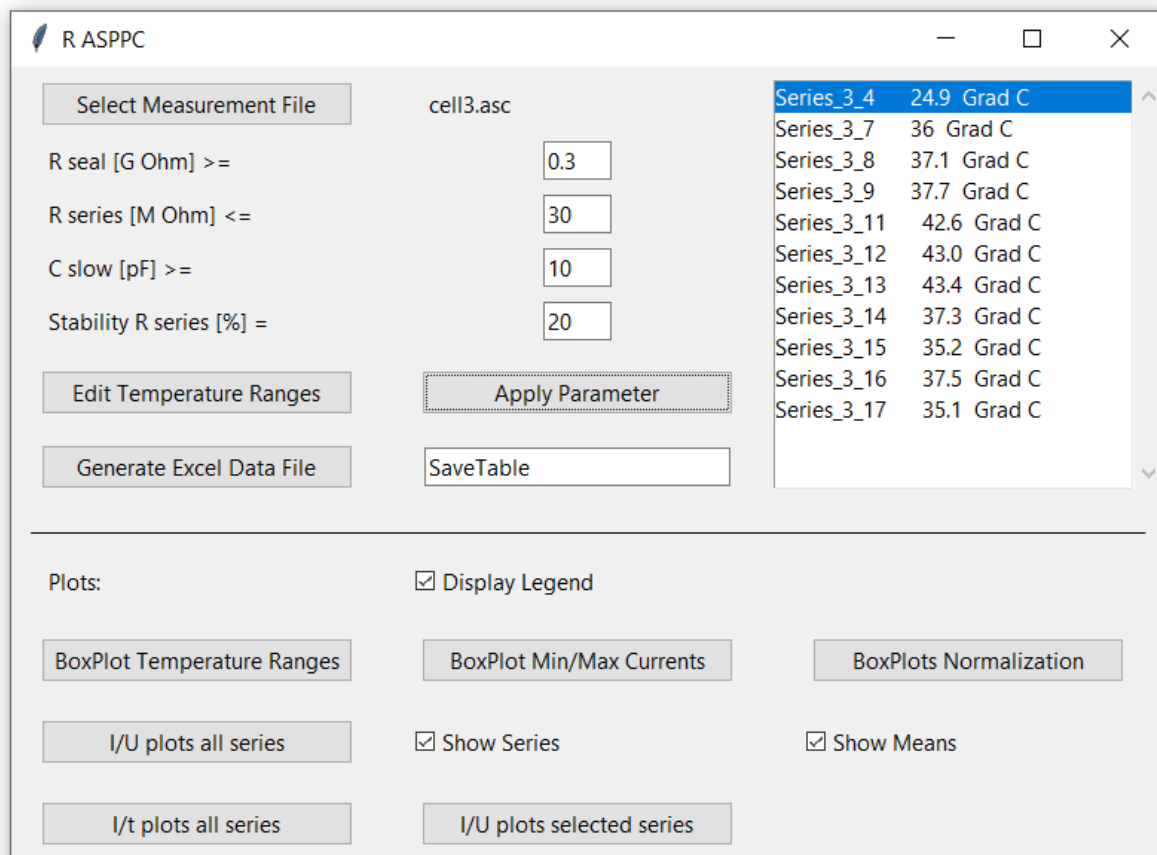 R ASPPC
Select Measurement File
cell3.asc
R seal [G Ohm] >=
0.3
R series [M Ohm] <=
30
C slow [pF] >=
10
Stability R series [%] =
20
Edit Temperature Ranges
Apply Parameter
Generate Excel Data File
SaveTable
Series_3_4 24.9 Grad C
Series_3_7 36 Grad C
Series_3_8 37.1 Grad C
Series_3_9 37.7 Grad C
Series_3_11 42.6 Grad C
Series_3_12 43.0 Grad C
Series_3_13 43.4 Grad C
Series_3_14 37.3 Grad C
Series_3_15 35.2 Grad C
Series_3_16 37.5 Grad C
Series_3_17 35.1 Grad C
Plots:
Display Legend
BoxPlot Temperature Ranges
BoxPlot Min/Max Currents
BoxPlots Normalization
I/U plots all series
Show Series
Show Means
I/t plots all series
I/U plots selected series